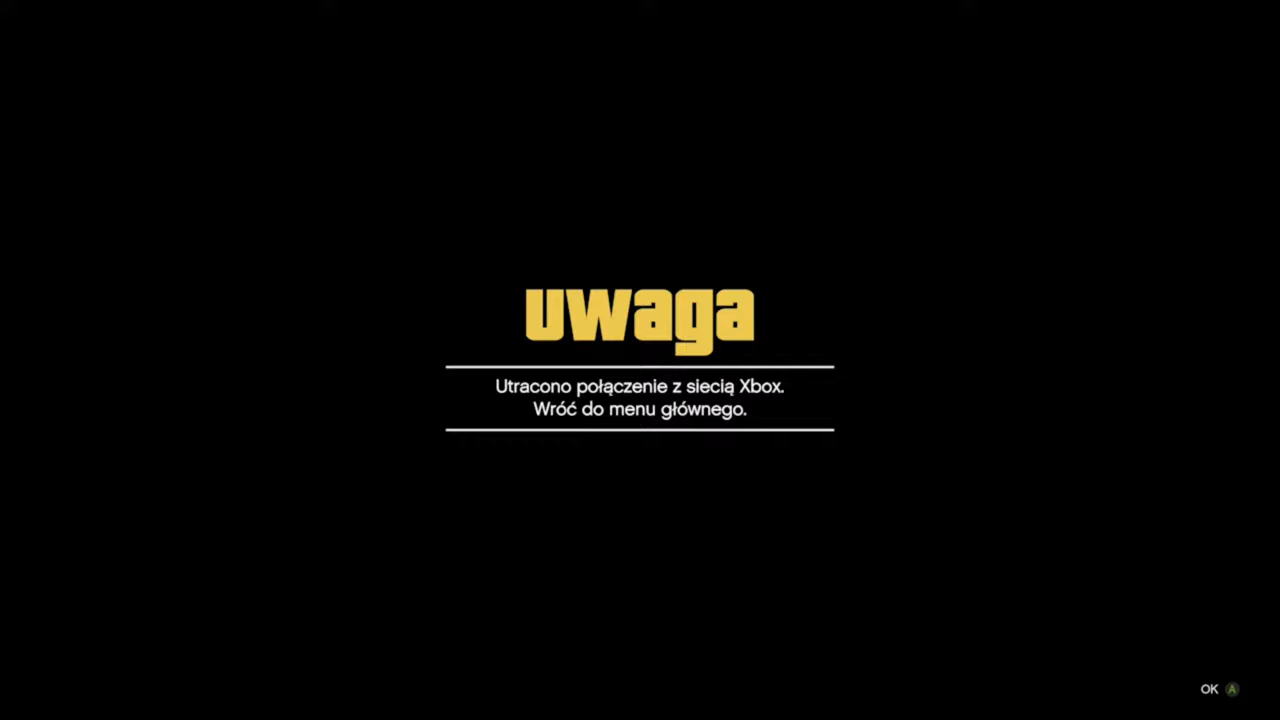 uwaga
Utracono połączenie z siecią Xbox.
Wróć do menu głównego.
OK A